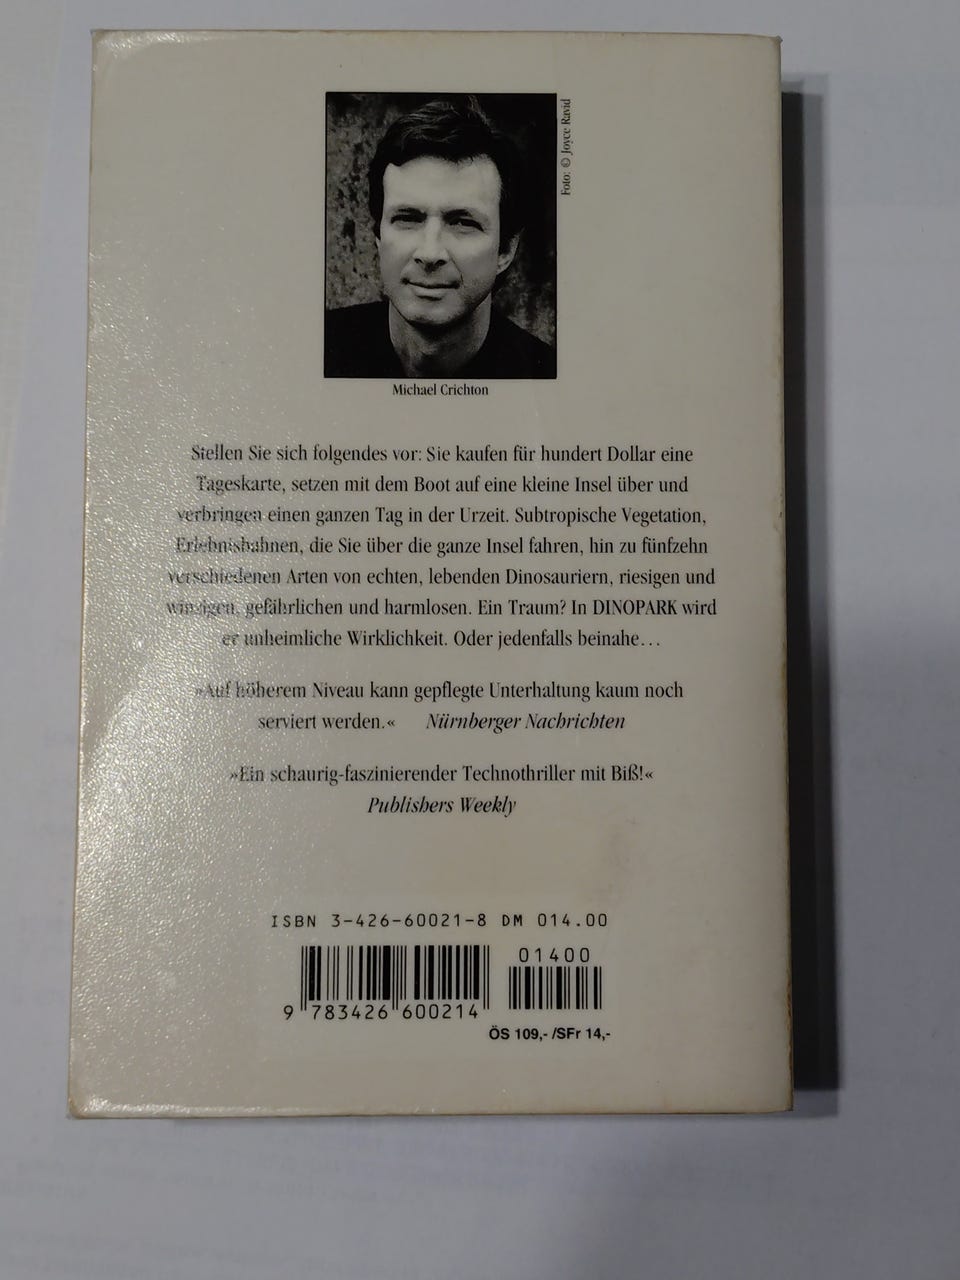 Foto: © Joyce Ravid
Michael Crichton
Stellen Sie sich folgendes vor: Sie kaufen für hundert Dollar eine
Tageskarte, setzen mit dem Boot auf eine kleine Insel über und
verbringen einen ganzen Tag in der Urzeit. Subtropische Vegetation,
Erlebnisbahnen, die Sie über die ganze Insel fahren, hin zu fünfzehn
verschiedenen Arten von echten, lebenden Dinosauriern, riesigen und
winzigen, gefährlichen und harmlosen. Ein Traum? In DINOPARK wird
er unheimliche Wirklichkeit. Oder jedenfalls beinahe…
»Auf höherem Niveau kann gepflegte Unterhaltung kaum noch
serviert werden.« Nürnberger Nachrichten
»Ein schaurig-faszinierender Technothriller mit Biß!«
Publishers Weekly
ISBN 3-426-60021-8 DM 014.00
01400
9 783426 600214
ÖS 109,- /SFr 14,-